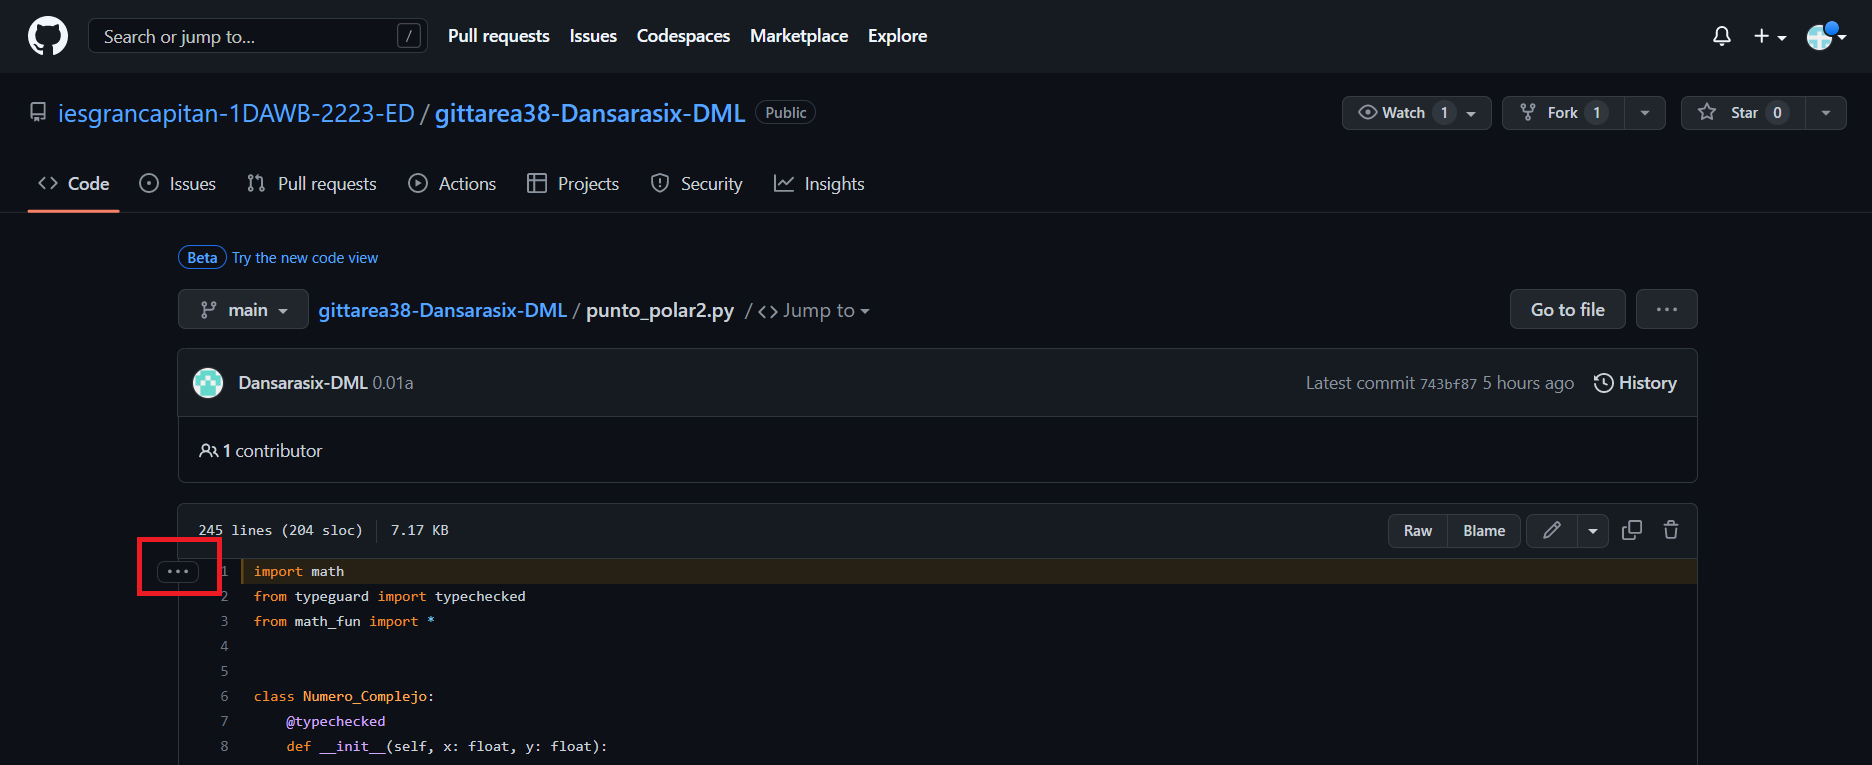 Search or jump to... / Pull requests Issues Codespaces Marketplace Explore
iesgrancapitan-1DAWB-2223-ED / gittarea38-Dansarasix-DML Public Watch 1 Fork 1 Star 0
Code Issues Pull requests Actions Projects Security Insights
Beta Try the new code view
main gittarea38-Dansarasix-DML / punto_polar2.py / <> Jump to Go to file ...
Dansarasix-DML 0.01a Latest commit 743bf87 5 hours ago History
1 contributor
245 lines (204 sloc) 7.17 KB Raw Blame
... 1 import math
2 from typeguard import typechecked
3 from math_fun import *
4
5
6 class Numero_Complejo:
7 @typechecked
8 def __init__(self, x: float, y: float):